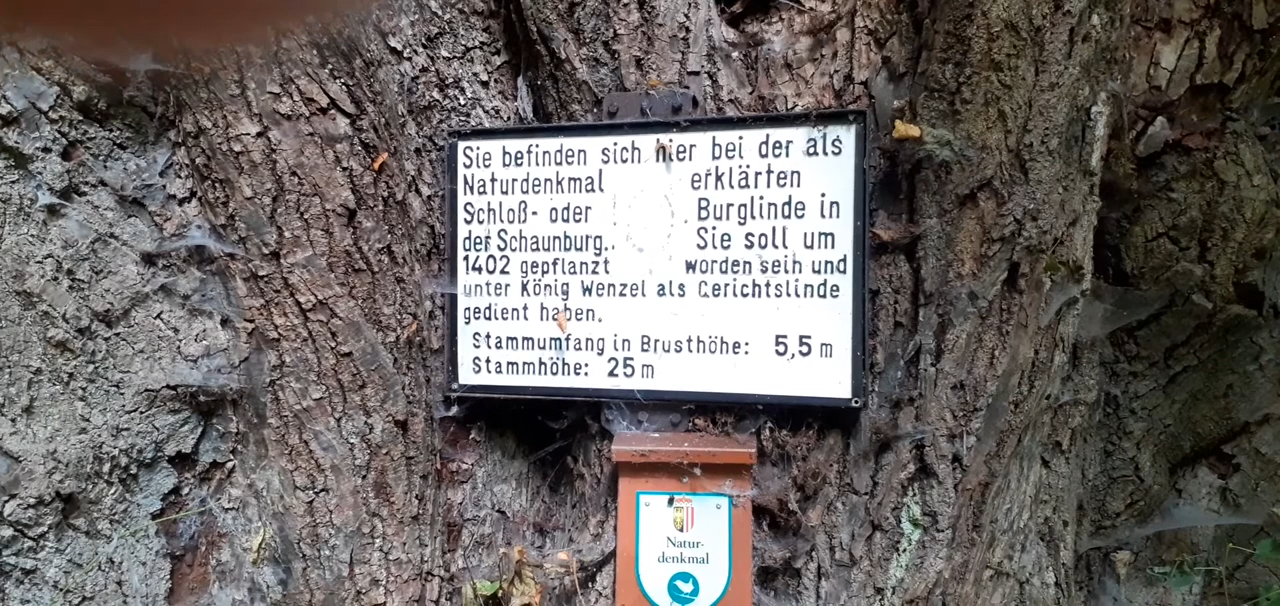 Sie befinden sich hier bei der als
Naturdenkmal erklärten
Schloß- oder Burglinde in
der Schaunburg. Sie soll um
1402 gepflanzt worden sein und
unter König Wenzel als Gerichtslinde
gedient haben.
Stammumfang in Brusthöhe: 5,5 m
Stammhöhe: 25 m
Natur-
denkmal